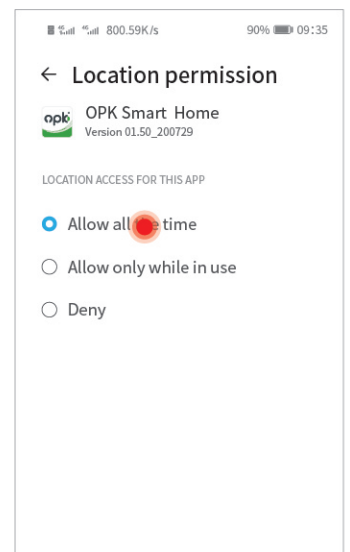 800.59K/s 90% 09:35
Location permission
opk
OPK Smart Home
Version 01.50_200729
LOCATION ACCESS FOR THIS APP
Allow all time
Allow only while in use
Deny